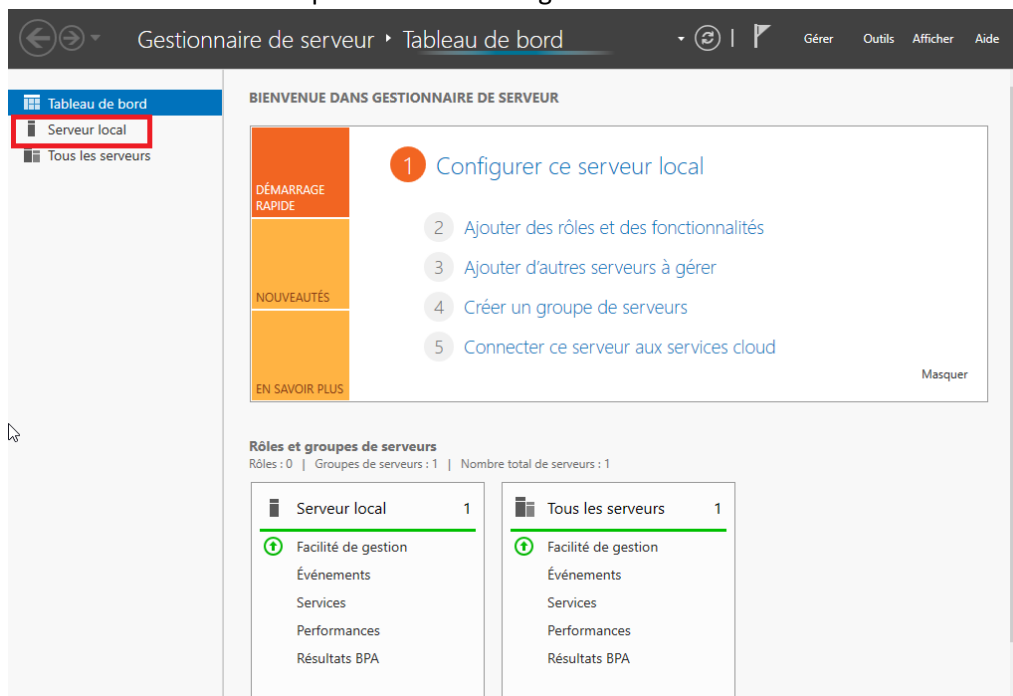 Gestionnaire de serveur ‣ Tableau de bord
Gérer Outils Afficher Aide
Tableau de bord
Serveur local
Tous les serveurs
BIENVENUE DANS GESTIONNAIRE DE SERVEUR
DÉMARRAGE
RAPIDE
NOUVEAUTÉS
EN SAVOIR PLUS
1 Configurer ce serveur local
2 Ajouter des rôles et des fonctionnalités
3 Ajouter d'autres serveurs à gérer
4 Créer un groupe de serveurs
5 Connecter ce serveur aux services cloud
Masquer
Rôles et groupes de serveurs
Rôles : 0 | Groupes de serveurs : 1 | Nombre total de serveurs : 1
Serveur local 1
Facilité de gestion
Événements
Services
Performances
Résultats BPA
Tous les serveurs 1
Facilité de gestion
Événements
Services
Performances
Résultats BPA